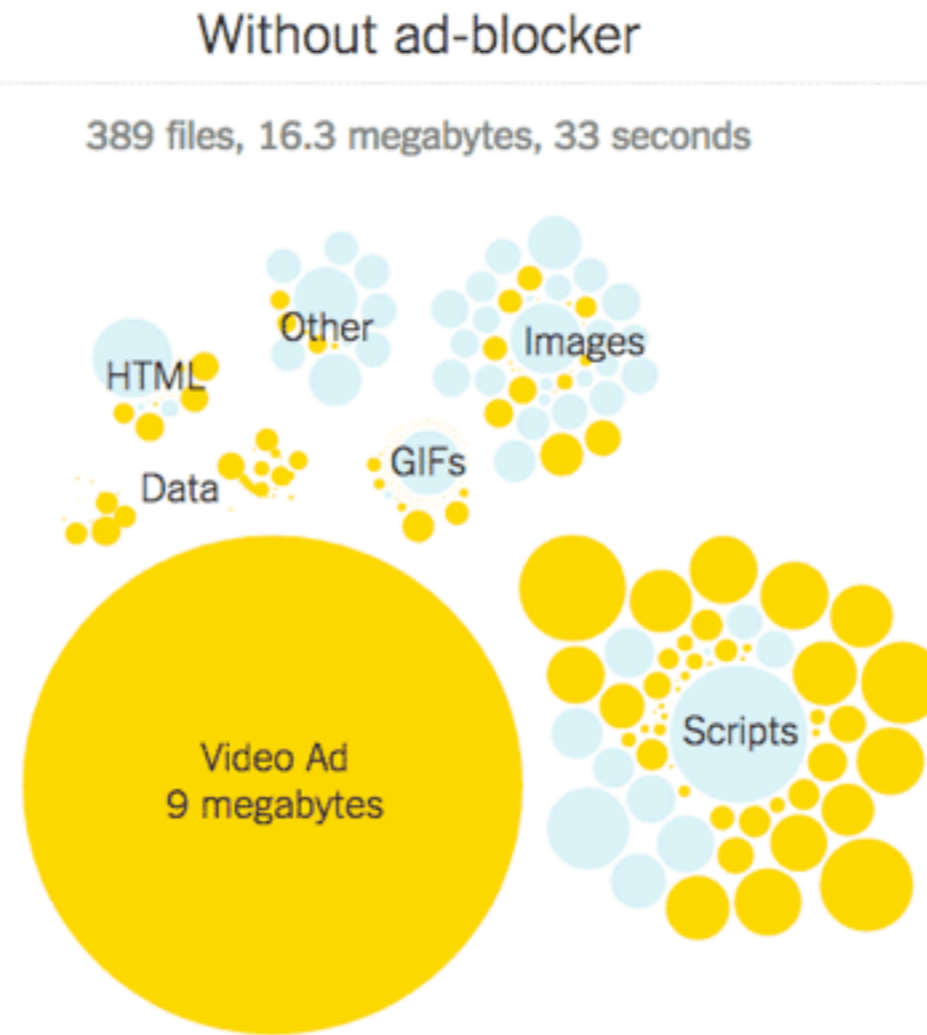 Without ad-blocker
389 files, 16.3 megabytes, 33 seconds
Other
Images
HTML
GIFs
Data
Scripts
Video Ad
9 megabytes